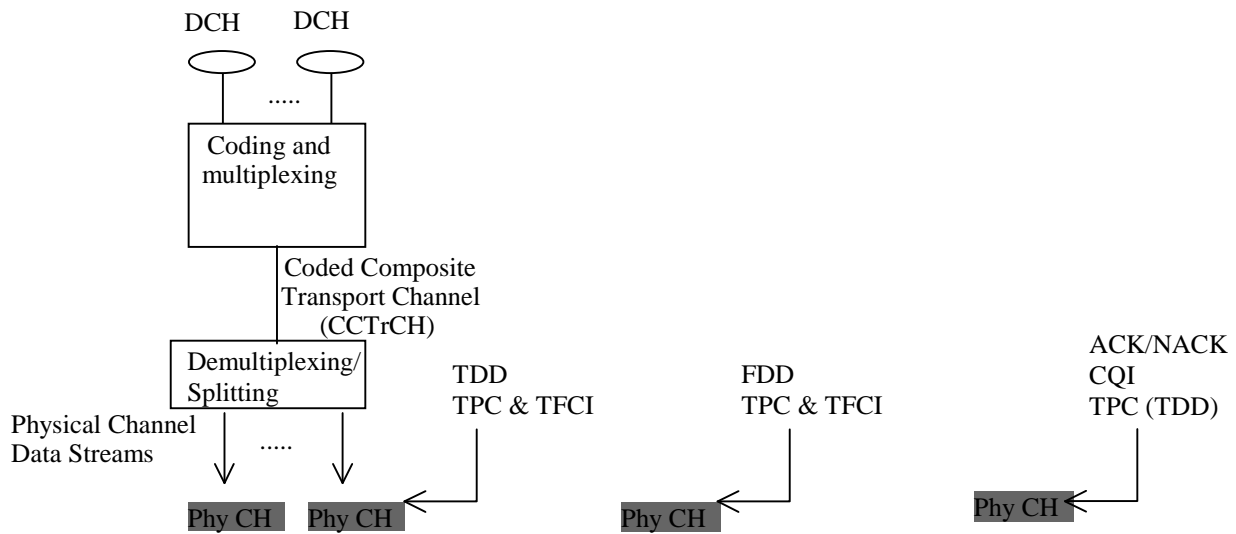 DCH DCH
.....
Coding and
multiplexing
Coded Composite
Transport Channel
(CCTrCH)
Demultiplexing/
Splitting
Physical Channel
Data Streams
.....
TDD
TPC & TFCI
FDD
TPC & TFCI
ACK/NACK
CQI
TPC (TDD)
Phy CH Phy CH Phy CH Phy CH